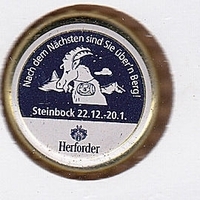 Nach dem Nächsten sind Sie über'n Berg!
Steinbock 22.12.-20.1.
Herforder